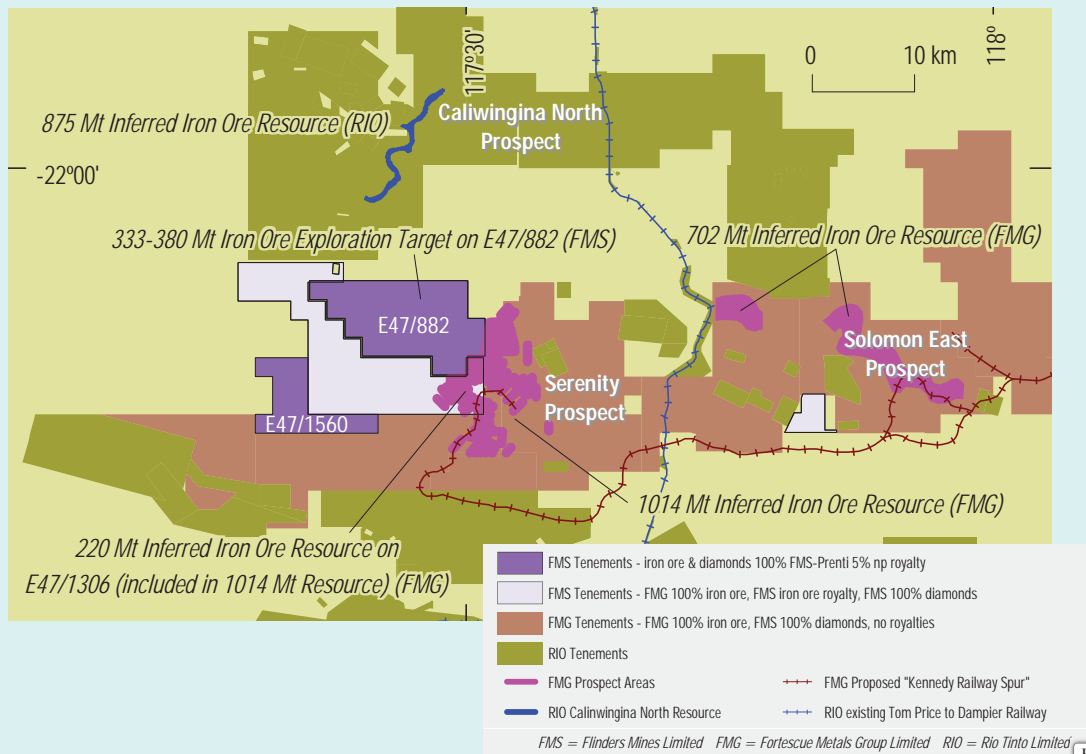 117º30'
118º
0 10 km
875 Mt Inferred Iron Ore Resource (RIO)
Caliwingina North
Prospect
-22º00'
333-380 Mt Iron Ore Exploration Target on E47/882 (FMS)
702 Mt Inferred Iron Ore Resource (FMG)
E47/882
Solomon East
Prospect
Serenity
Prospect
E47/1560
1014 Mt Inferred Iron Ore Resource (FMG)
220 Mt Inferred Iron Ore Resource on
E47/1306 (included in 1014 Mt Resource) (FMG)
FMS Tenements - iron ore & diamonds 100% FMS-Prenti 5% np royalty
FMS Tenements - FMG 100% iron ore, FMS iron ore royalty, FMS 100% diamonds
FMG Tenements - FMG 100% iron ore, FMS 100% diamonds, no royalties
RIO Tenements
FMG Prospect Areas
FMG Proposed "Kennedy Railway Spur"
RIO Calinwingina North Resource
RIO existing Tom Price to Dampier Railway
FMS = Flinders Mines Limited FMG = Fortescue Metals Group Limited RIO = Rio Tinto Limited